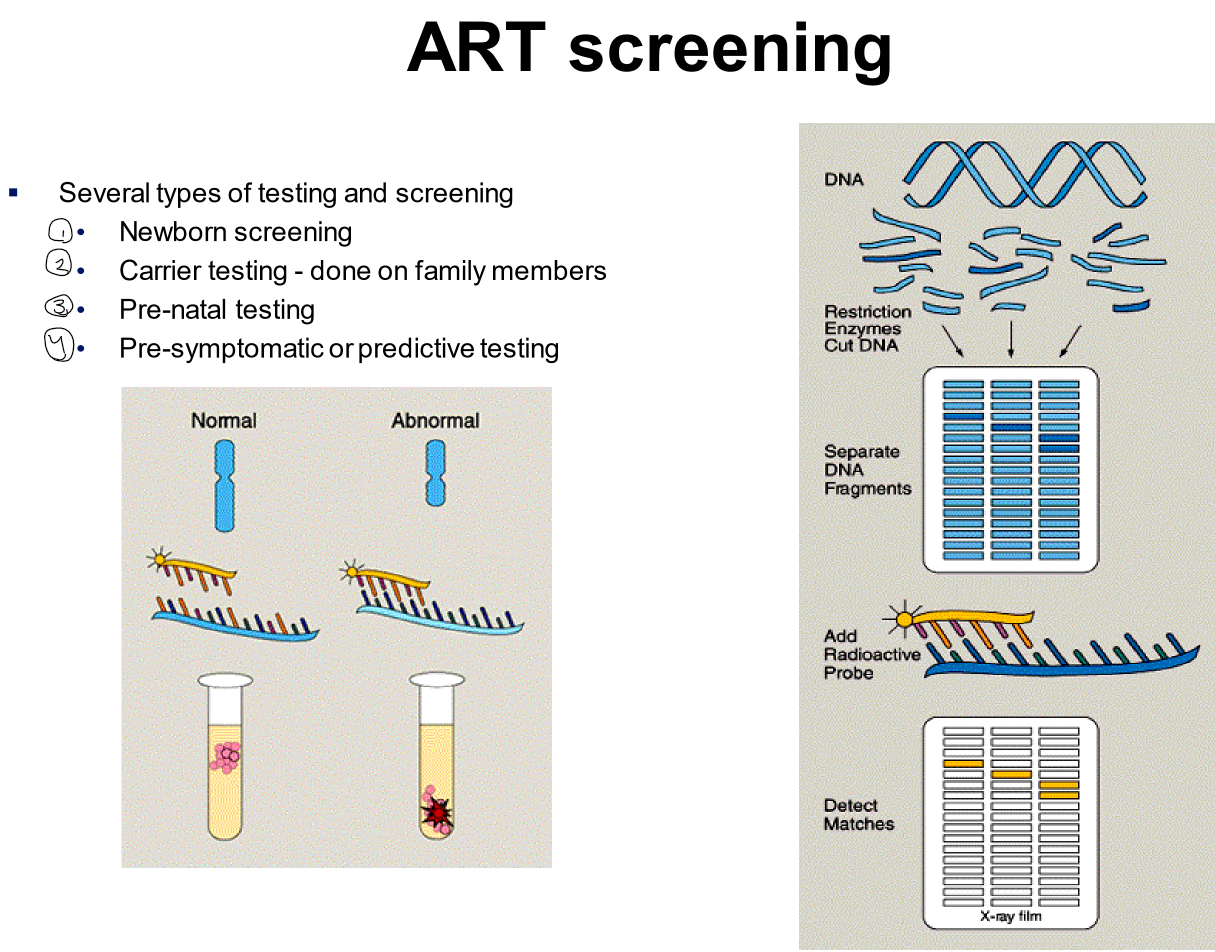 ART screening
▪ Several types of testing and screening
1 • Newborn screening
2 • Carrier testing - done on family members
3 • Pre-natal testing
4 • Pre-symptomatic or predictive testing
Normal
Abnormal
DNA
Restriction
Enzymes
Cut DNA
Separate
DNA
Fragments
Add
Radioactive
Probe
Detect
Matches
X-ray film